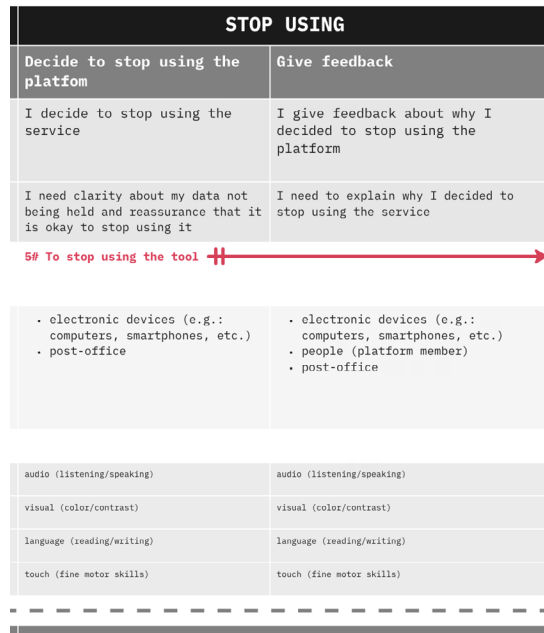 STOP USING
Decide to stop using the
platfom
Give feedback
I decide to stop using the
service
I give feedback about why I
decided to stop using the
platform
I need clarity about my data not
being held and reassurance that it
is okay to stop using it
I need to explain why I decided to
stop using the service
5# To stop using the tool
• electronic devices (e.g.:
computers, smartphones, etc.)
• post-office
• electronic devices (e.g.:
computers, smartphones, etc.)
• people (platform member)
• post-office
audio (listening/speaking)
audio (listening/speaking)
visual (color/contrast)
visual (color/contrast)
language (reading/writing)
language (reading/writing)
touch (fine motor skills)
touch (fine motor skills)